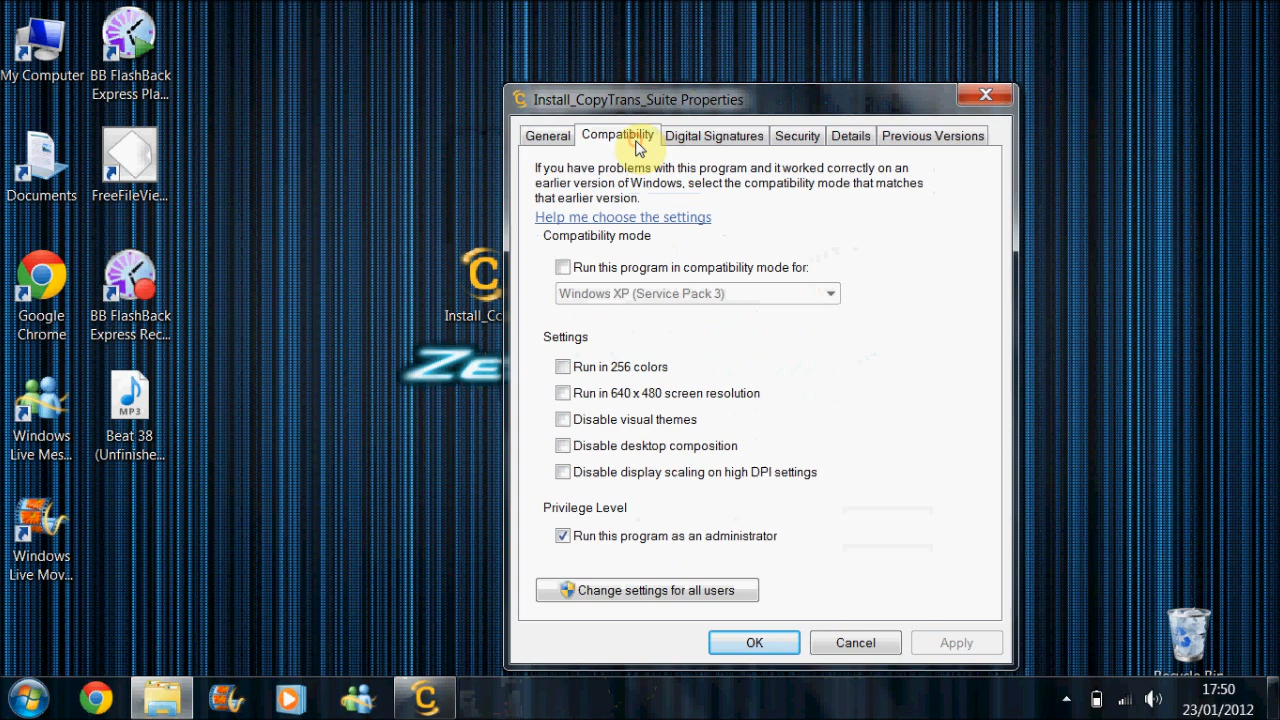 My Computer
BB FlashBack
Express Pla...
Documents
FreeFileVie...
Google
Chrome
BB FlashBack
Express Rec...
Windows
Live Mes...
MP3
Beat 38
(Unfinishe...
Windows
Live Mov...
Install_Co
Ze
Install_CopyTrans_Suite Properties
General
Compatibility
Digital Signatures
Security
Details
Previous Versions
If you have problems with this program and it worked correctly on an
earlier version of Windows, select the compatibility mode that matches
that earlier version.
Help me choose the settings
Compatibility mode
Run this program in compatibility mode for:
Windows XP (Service Pack 3)
Settings
Run in 256 colors
Run in 640 x 480 screen resolution
Disable visual themes
Disable desktop composition
Disable display scaling on high DPI settings
Privilege Level
Run this program as an administrator
Change settings for all users
OK
Cancel
Apply
Recycle Bin
17:50
23/01/2012